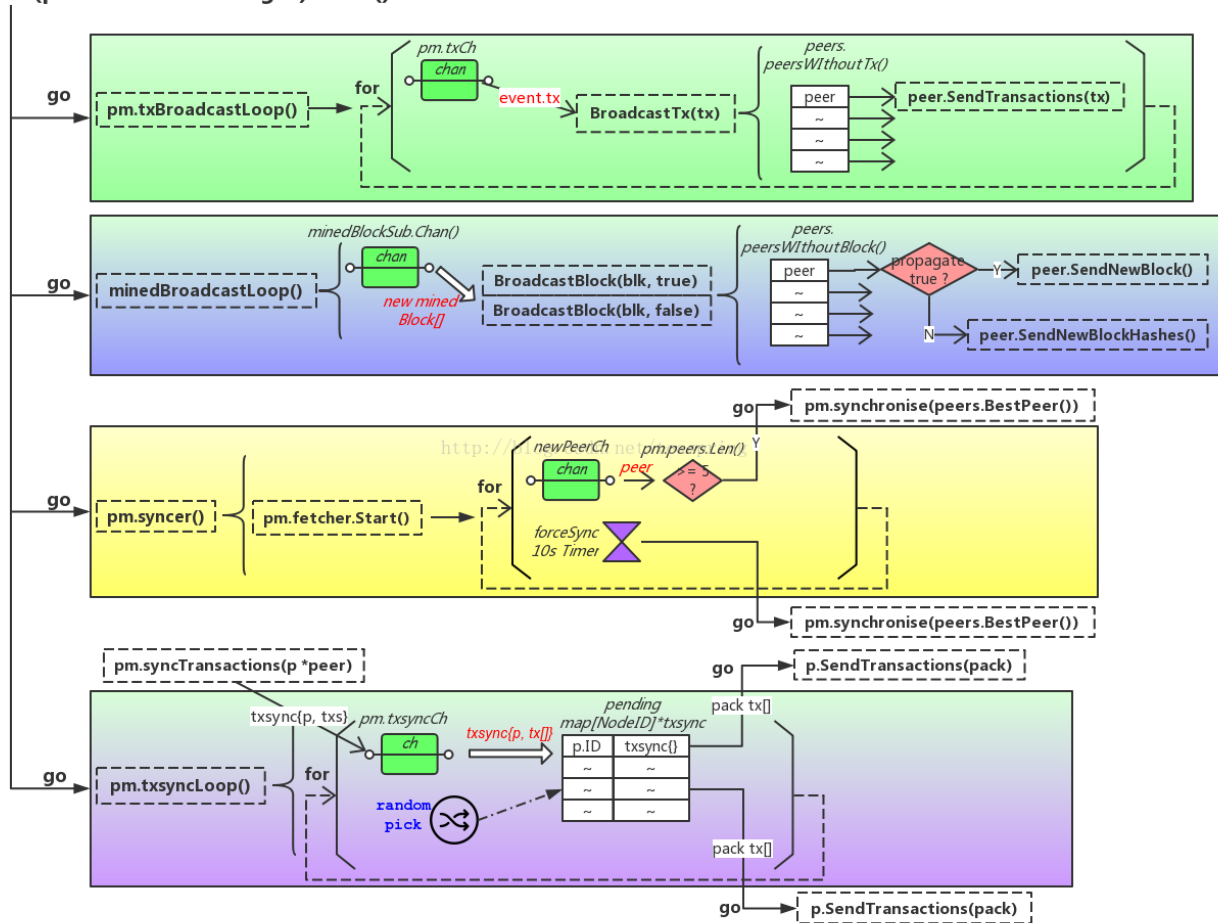 go
pm.txBroadcastLoop()
for
pm.txCh
chan
event.tx
BroadcastTx(tx)
peers.
peersWIthoutTx()
peer
~
~
~
peer.SendTransactions(tx)
go
minedBroadcastLoop()
minedBlockSub.Chan()
chan
new mined
Block[]
BroadcastBlock(blk, true)
BroadcastBlock(blk, false)
peers.
peersWIthoutBlock()
peer
~
~
~
propagate
true ?
Y
peer.SendNewBlock()
N
peer.SendNewBlockHashes()
go
pm.synchronise(peers.BestPeer())
go
pm.syncer()
pm.fetcher.Start()
for
newPeerCh
chan
peer
pm.peers.Len()
>= 5
?
Y
forceSync
10s Timer
go
pm.synchronise(peers.BestPeer())
pm.syncTransactions(p *peer)
go
p.SendTransactions(pack)
go
pm.txsyncLoop()
txsync{p, txs}
for
pm.txsyncCh
ch
txsync{p, tx[]}
random
pick
pending
map[NodeID]*txsync
p.ID txsync{}
~ ~
~ ~
~ ~
pack tx[]
pack tx[]
go
p.SendTransactions(pack)